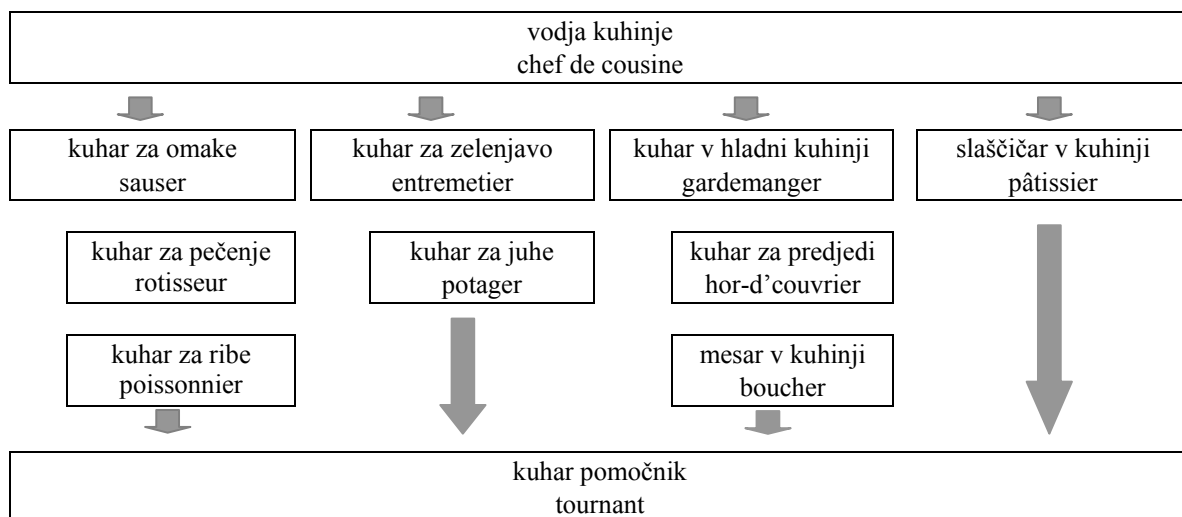 vodja kuhinje
chef de cousine
kuhar za omake
sauser
kuhar za zelenjavo
entremetier
kuhar v hladni kuhinji
gardemanger
slaščičar v kuhinji
pâtissier
kuhar za pečenje
rotisseur
kuhar za juhe
potager
kuhar za predjedi
hor-d’couvrier
kuhar za ribe
poissonnier
mesar v kuhinji
boucher
kuhar pomočnik
tournant